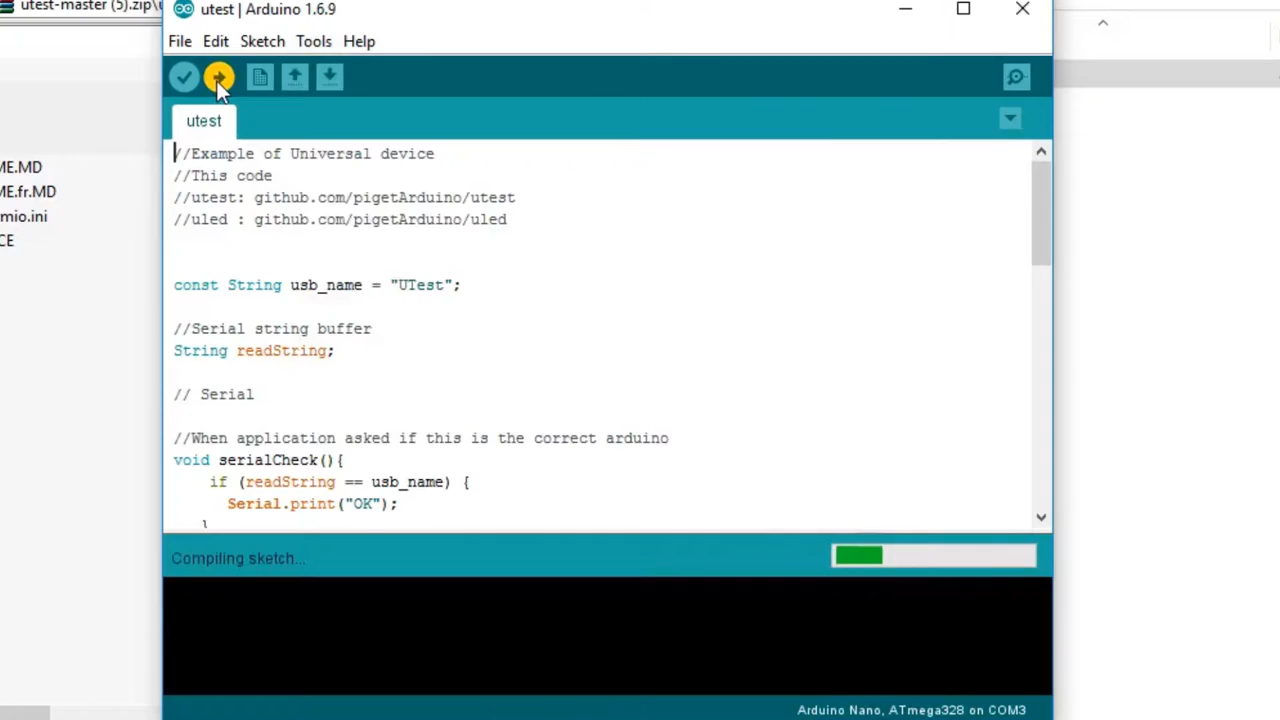 utest-master (5).zip\u
utest | Arduino 1.6.9
File Edit Sketch Tools Help
utest
ME.MD
ME.fr.MD
mio.ini
CE
//Example of Universal device
//This code
//utest: github.com/pigetArduino/utest
//uled : github.com/pigetArduino/uled
const String usb_name = "UTest";
//Serial string buffer
String readString;
// Serial
//When application asked if this is the correct arduino
void serialCheck(){
if (readString == usb_name) {
Serial.print("OK");
}
Compiling sketch...
Arduino Nano, ATmega328 on COM3